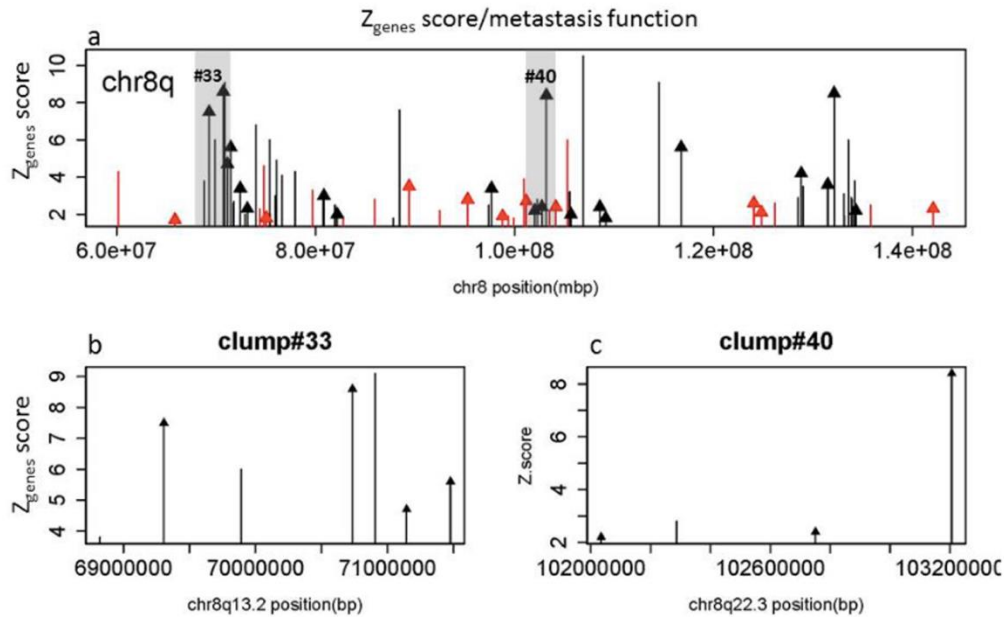 Z_genes score/metastasis function
a
chr8q
#33
#40
Z_genes score
10
8
6
4
2
6.0e+07 8.0e+07 1.0e+08 1.2e+08 1.4e+08
chr8 position(mbp)
b clump#33
Z_genes score
9
8
7
6
5
4
69000000 70000000 71000000
chr8q13.2 position(bp)
c clump#40
Z.score
8
6
4
2
102000000 102600000 103200000
chr8q22.3 position(bp)